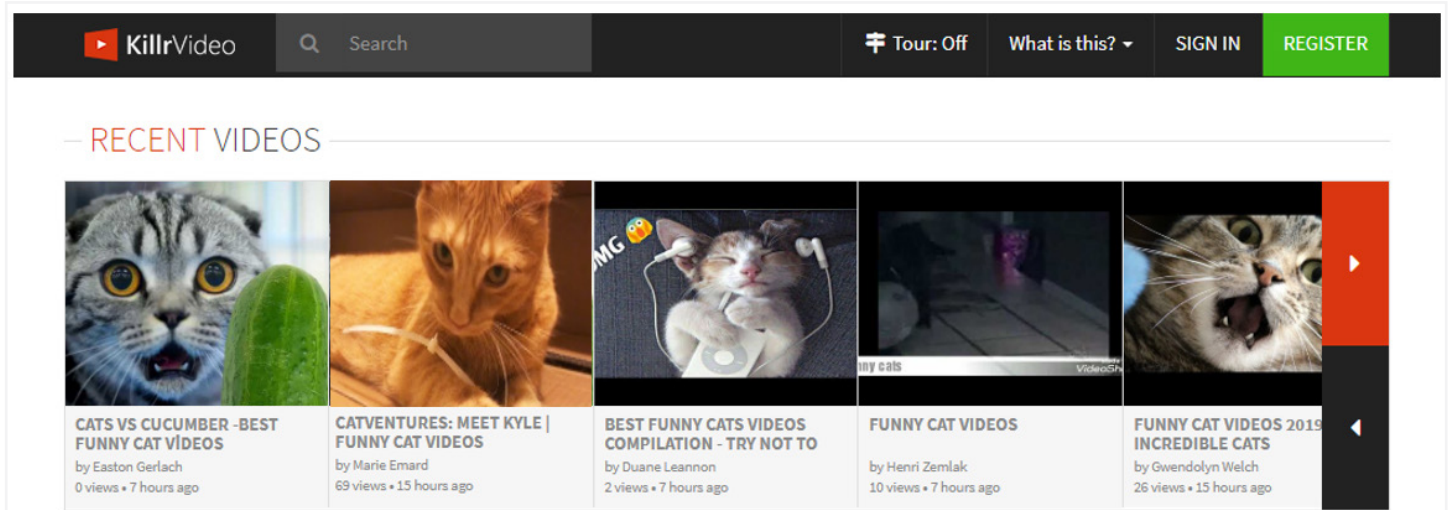 KillrVideo
Search
Tour: Off
What is this?
SIGN IN
REGISTER
RECENT VIDEOS
OMG
nny cats
VideoSh
CATS VS CUCUMBER -BEST
FUNNY CAT VİDEOS
by Easton Gerlach
0 views • 7 hours ago
CATVENTURES: MEET KYLE |
FUNNY CAT VIDEOS
by Marie Emard
69 views • 15 hours ago
BEST FUNNY CATS VIDEOS
COMPILATION - TRY NOT TO
by Duane Leannon
2 views • 7 hours ago
FUNNY CAT VIDEOS
by Henri Zemlak
10 views • 7 hours ago
FUNNY CAT VIDEOS 2019
INCREDIBLE CATS
by Gwendolyn Welch
26 views • 15 hours ago